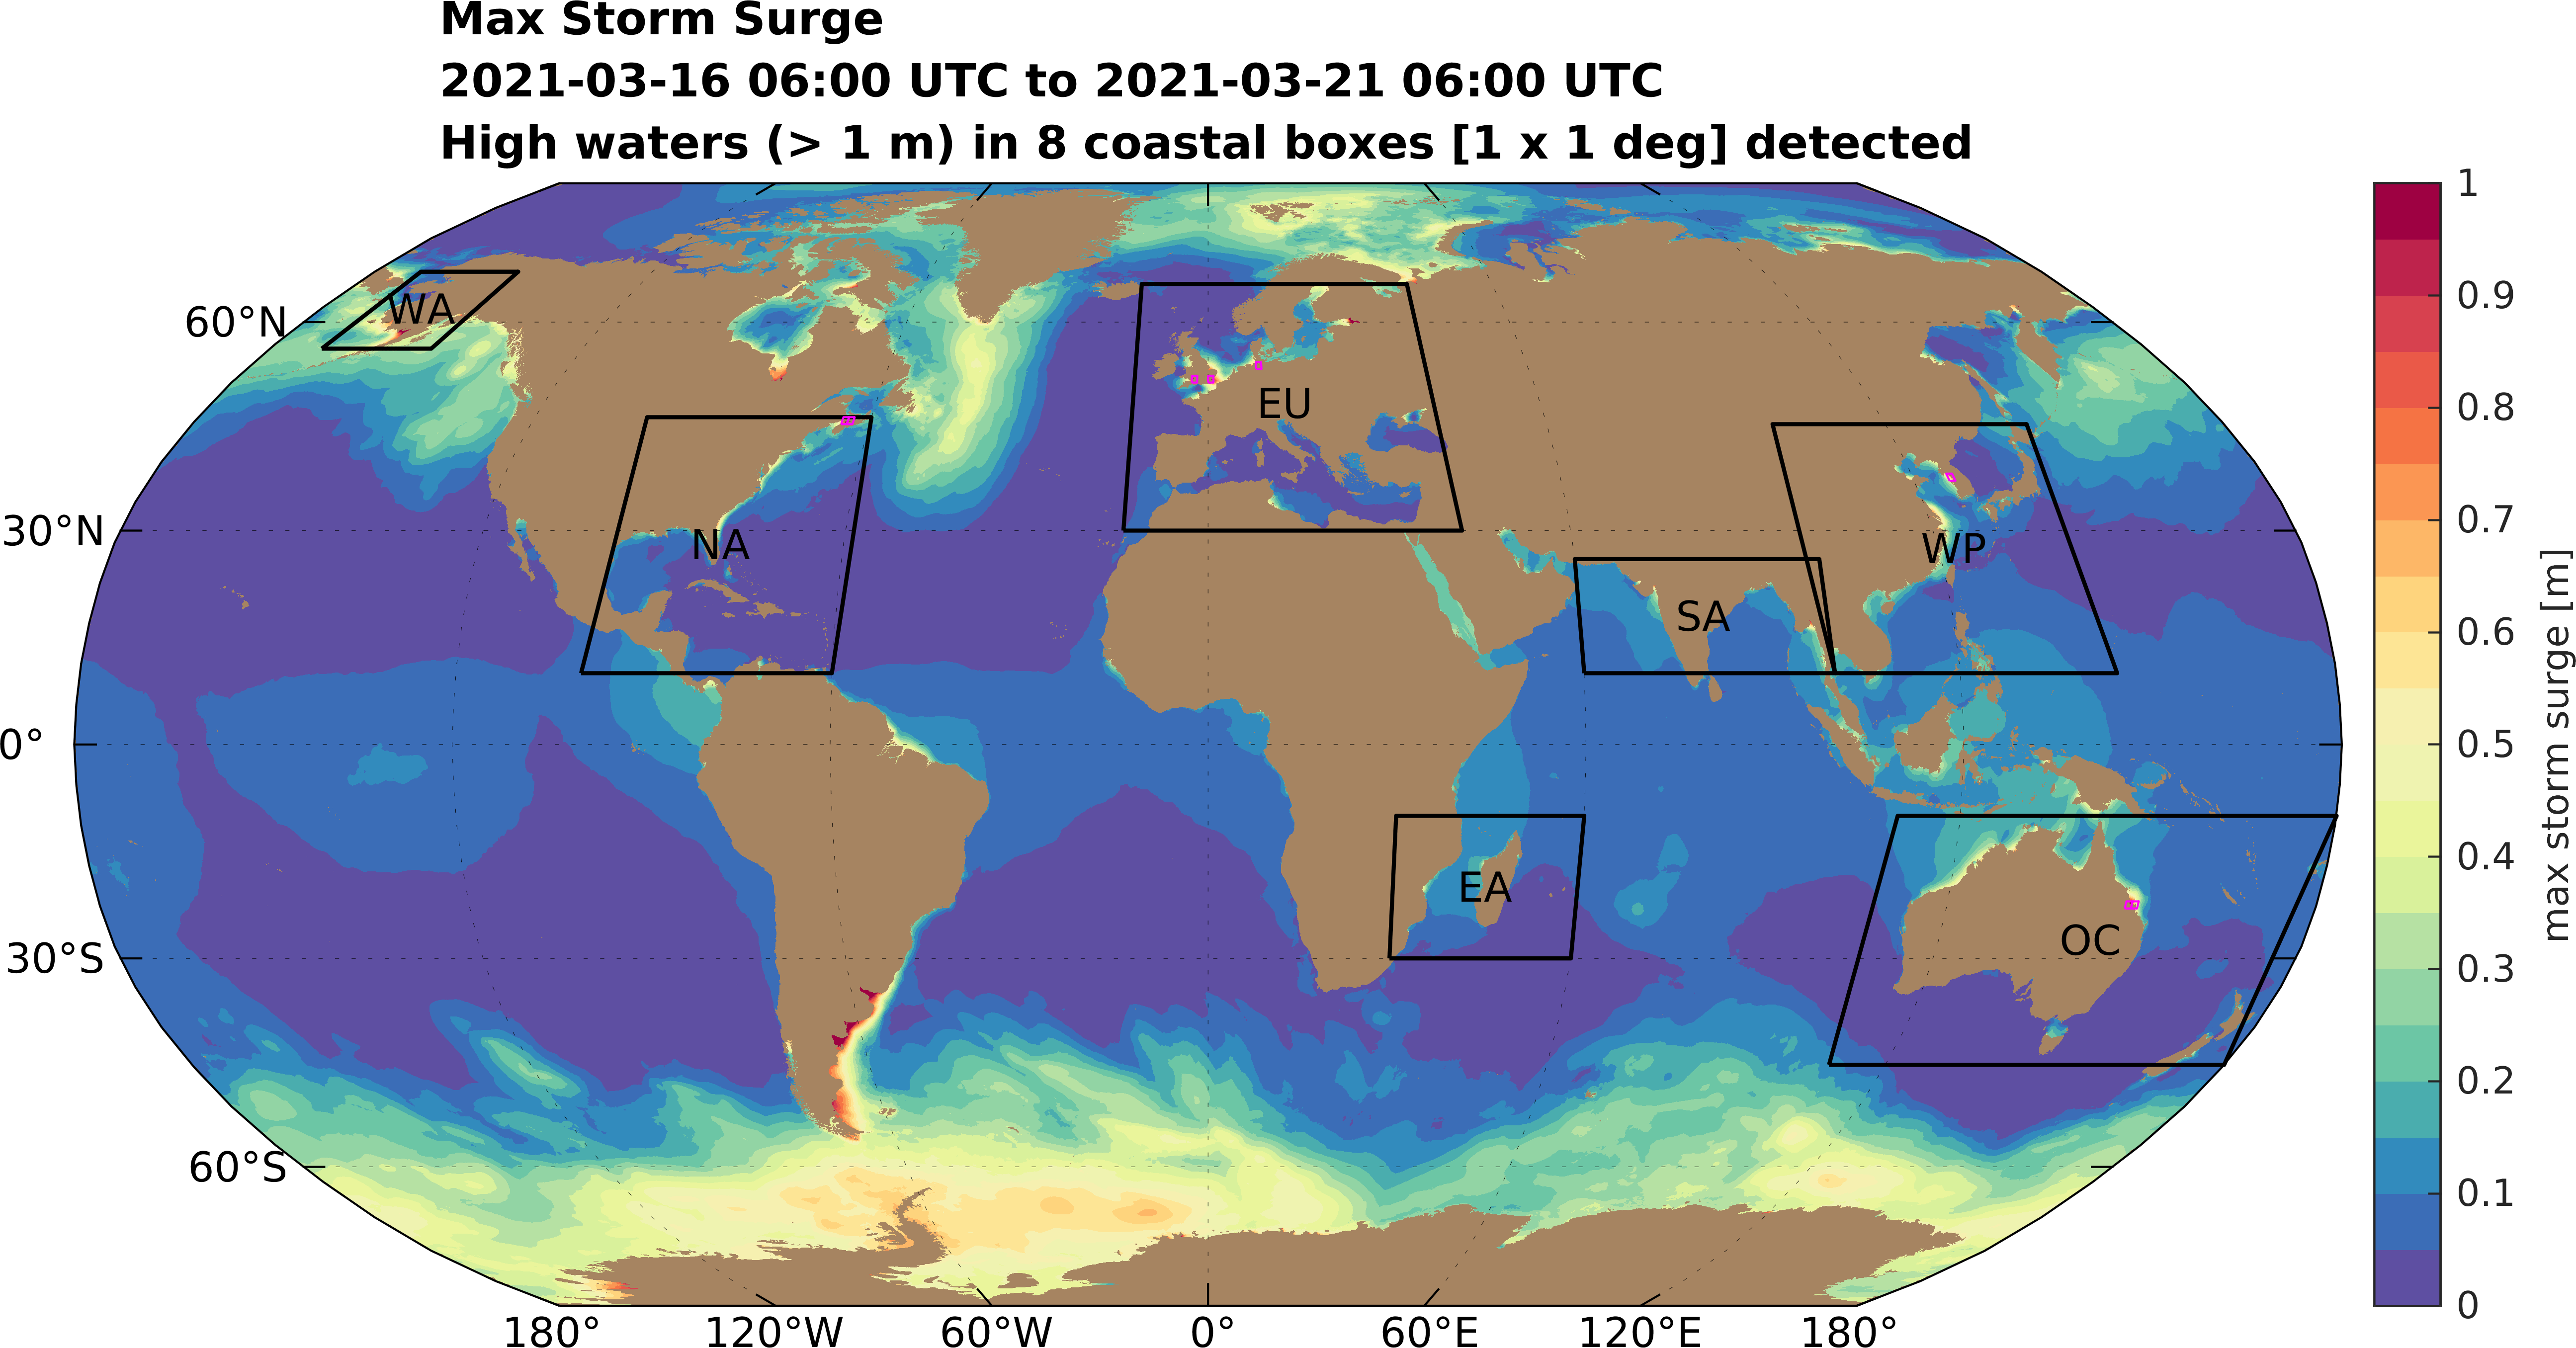 Max Storm Surge
2021-03-16 06:00 UTC to 2021-03-21 06:00 UTC
High waters (> 1 m) in 8 coastal boxes [1 x 1 deg] detected
WA
60°N
EU
NA
30°N
WP
SA
0°
EA
OC
30°S
60°S
180°
120°W
60°W
0°
60°E
120°E
180°
1
0.9
0.8
0.7
0.6
0.5
0.4
0.3
0.2
0.1
0
max storm surge [m]